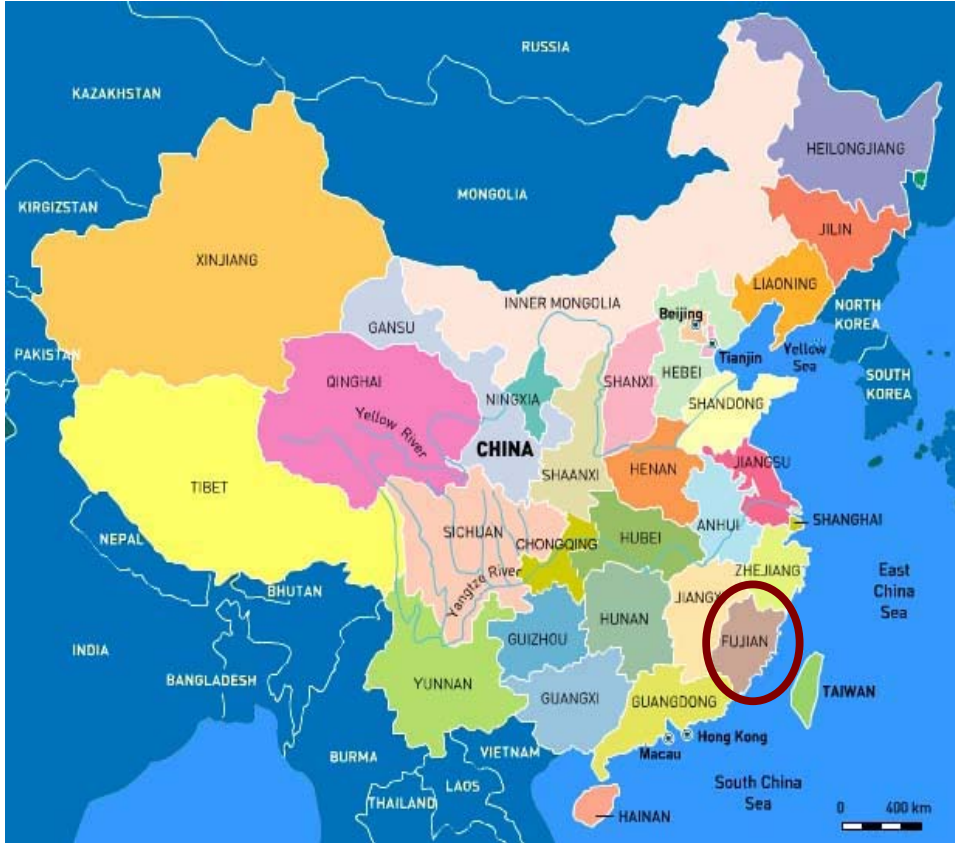 RUSSIA
KAZAKHSTAN
HEILONGJIANG
MONGOLIA
KIRGIZSTAN
JILIN
XINJIANG
LIAONING
INNER MONGOLIA
NORTH
KOREA
Beijing
GANSU
Tianjin
Yellow
Sea
PAKISTAN
HEBEI
SHANXI
SOUTH
KOREA
QINGHAI
NINGXIA
SHANDONG
Yellow River
CHINA
JIANGSU
HENAN
SHAANXI
TIBET
SHANGHAI
ANHUI
SICHUAN
HUBEI
CHONGQING
NEPAL
ZHEJIANG
East
China
Sea
Yangtze River
BHUTAN
JIANGX
HUNAN
FUJIAN
GUIZHOU
INDIA
BANGLADESH
YUNNAN
TAIWAN
GUANGXI
GUANGDONG
Hong Kong
Macau
BURMA
VIETNAM
LAOS
South China
Sea
THAILAND
0 400 km
HAINAN